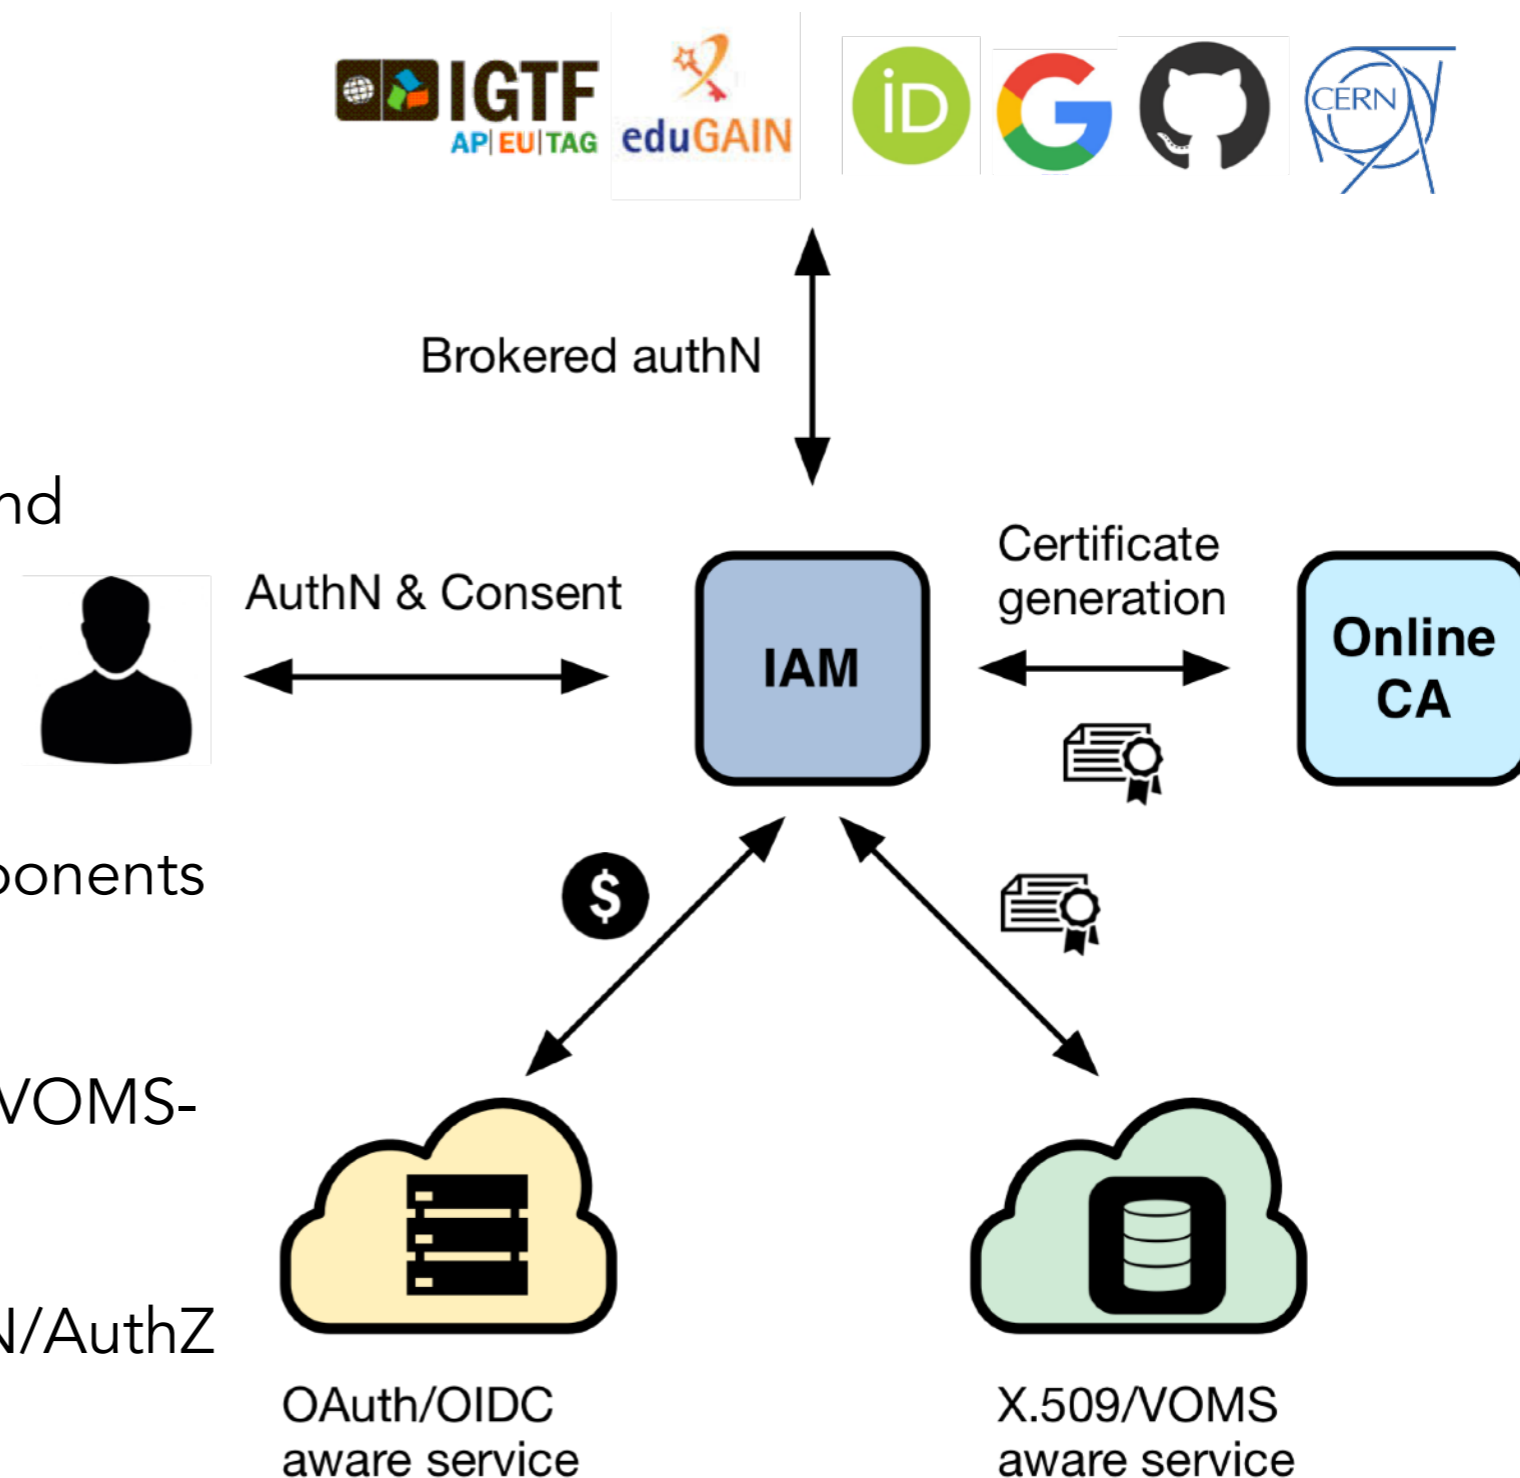 IGTF
AP|EU|TAG
eduGAIN
iD
G
CERN
Brokered authN
nd
AuthN & Consent
Certificate
generation
IAM
Online
CA
ponents
$
VOMS-
N/AuthZ
OAuth/OIDC
aware service
X.509/VOMS
aware service